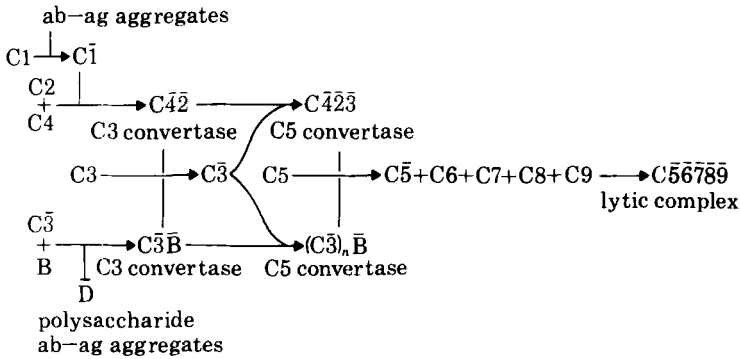 ab—ag aggregates
C1 C1̄
C2
+
C4
C4̄2̄ C4̄2̄3̄
C3 convertase C5 convertase
C3 C3̄ C5 C5̄+C6+C7+C8+C9 C5̄6̄7̄8̄9̄
lytic complex
C3̄
+
B
C3̄B̄ (C3̄)ₙB̄
C3 convertase C5 convertase
D
polysaccharide
ab—ag aggregates